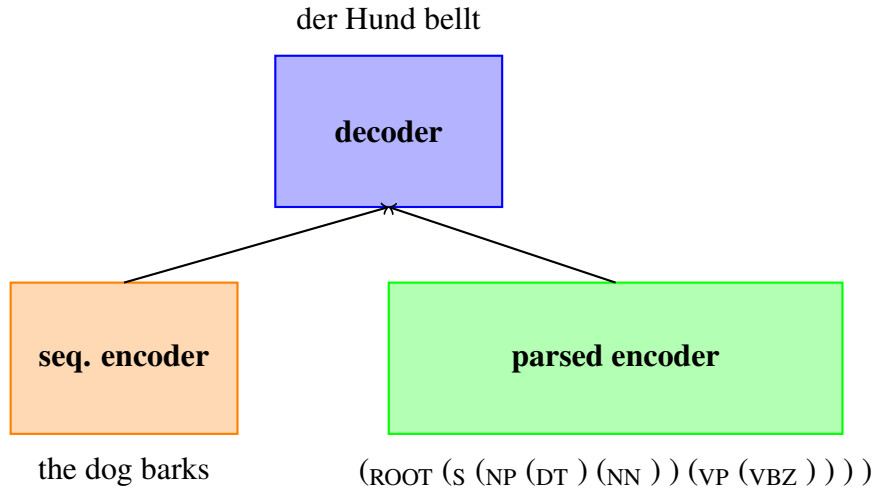 der Hund bellt
decoder
seq. encoder
parsed encoder
the dog barks
(ROOT (S (NP (DT ) (NN ) ) (VP (VBZ ) ) ) )